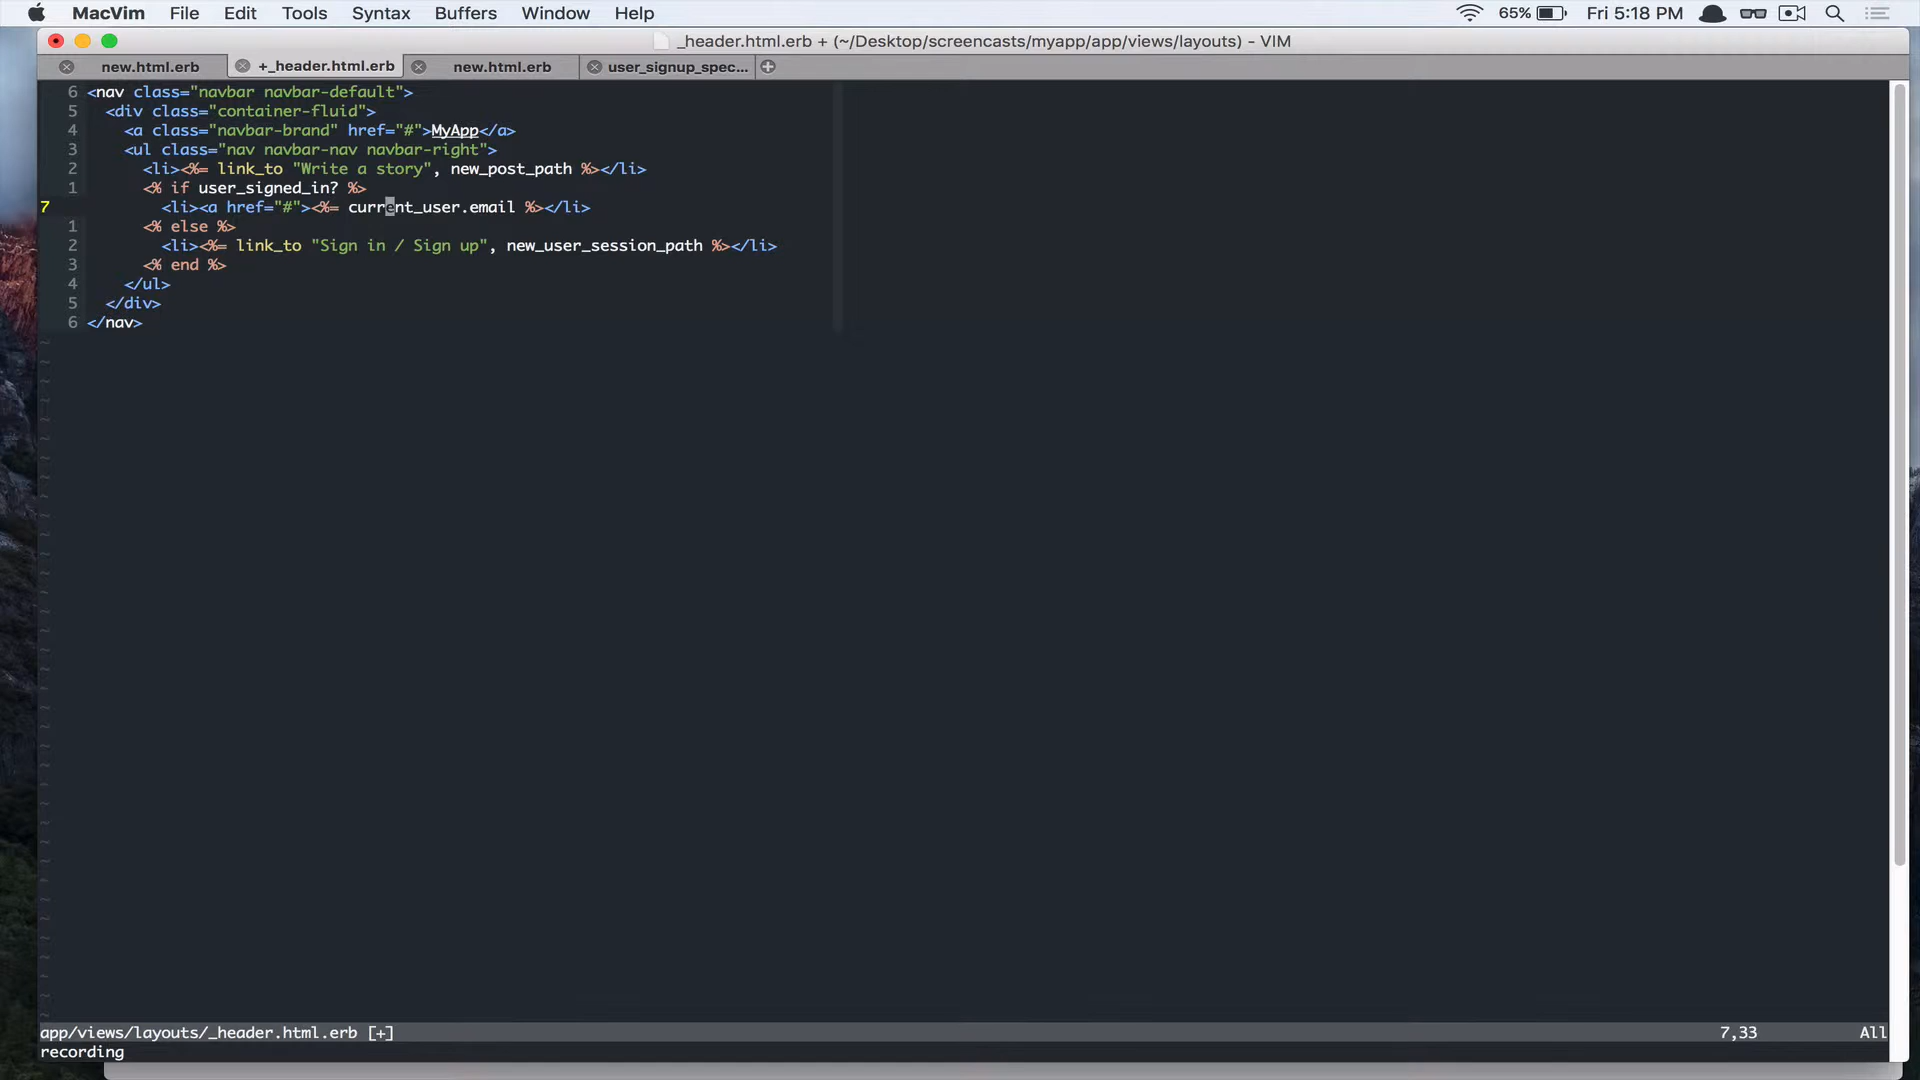 MacVim File Edit Tools Syntax Buffers Window Help 65% Fri 5:18 PM
_header.html.erb + (~/Desktop/screencasts/myapp/app/views/layouts) - VIM
new.html.erb +_header.html.erb new.html.erb user_signup_spec...
6 <nav class="navbar navbar-default">
5 <div class="container-fluid">
4 <a class="navbar-brand" href="#">MyApp</a>
3 <ul class="nav navbar-nav navbar-right">
2 <li><%= link_to "Write a story", new_post_path %></li>
1 <% if user_signed_in? %>
7 <li><a href="#"><%= current_user.email %></li>
1 <% else %>
2 <li><%= link_to "Sign in / Sign up", new_user_session_path %></li>
3 <% end %>
4 </ul>
5 </div>
6 </nav>
app/views/layouts/_header.html.erb [+] 7,33 All
recording